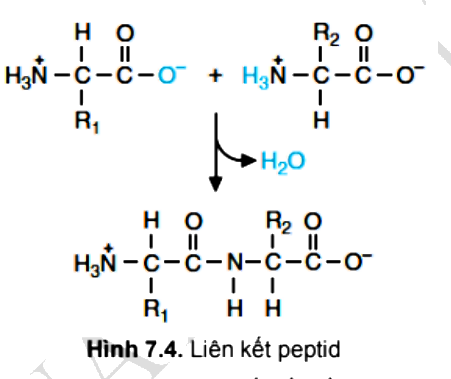 H O R₂ O
H₃N⁺–C–C–O⁻ + H₃N⁺–C–C–O⁻
R₁ H
H₂O
H O R₂ O
H₃N⁺–C–C–N–C–C–O⁻
R₁ H H
Hình 7.4. Liên kết peptid